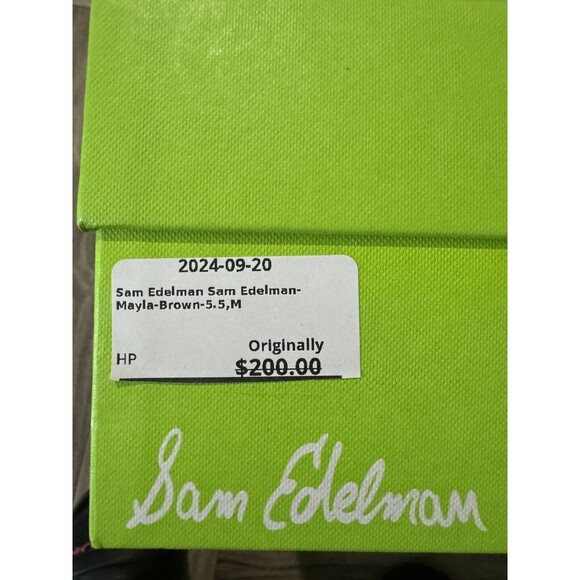 2024-09-20
Sam Edelman Sam Edelman-
Mayla-Brown-5.5,M
Originally
HP
$200.00
Sam Edelman